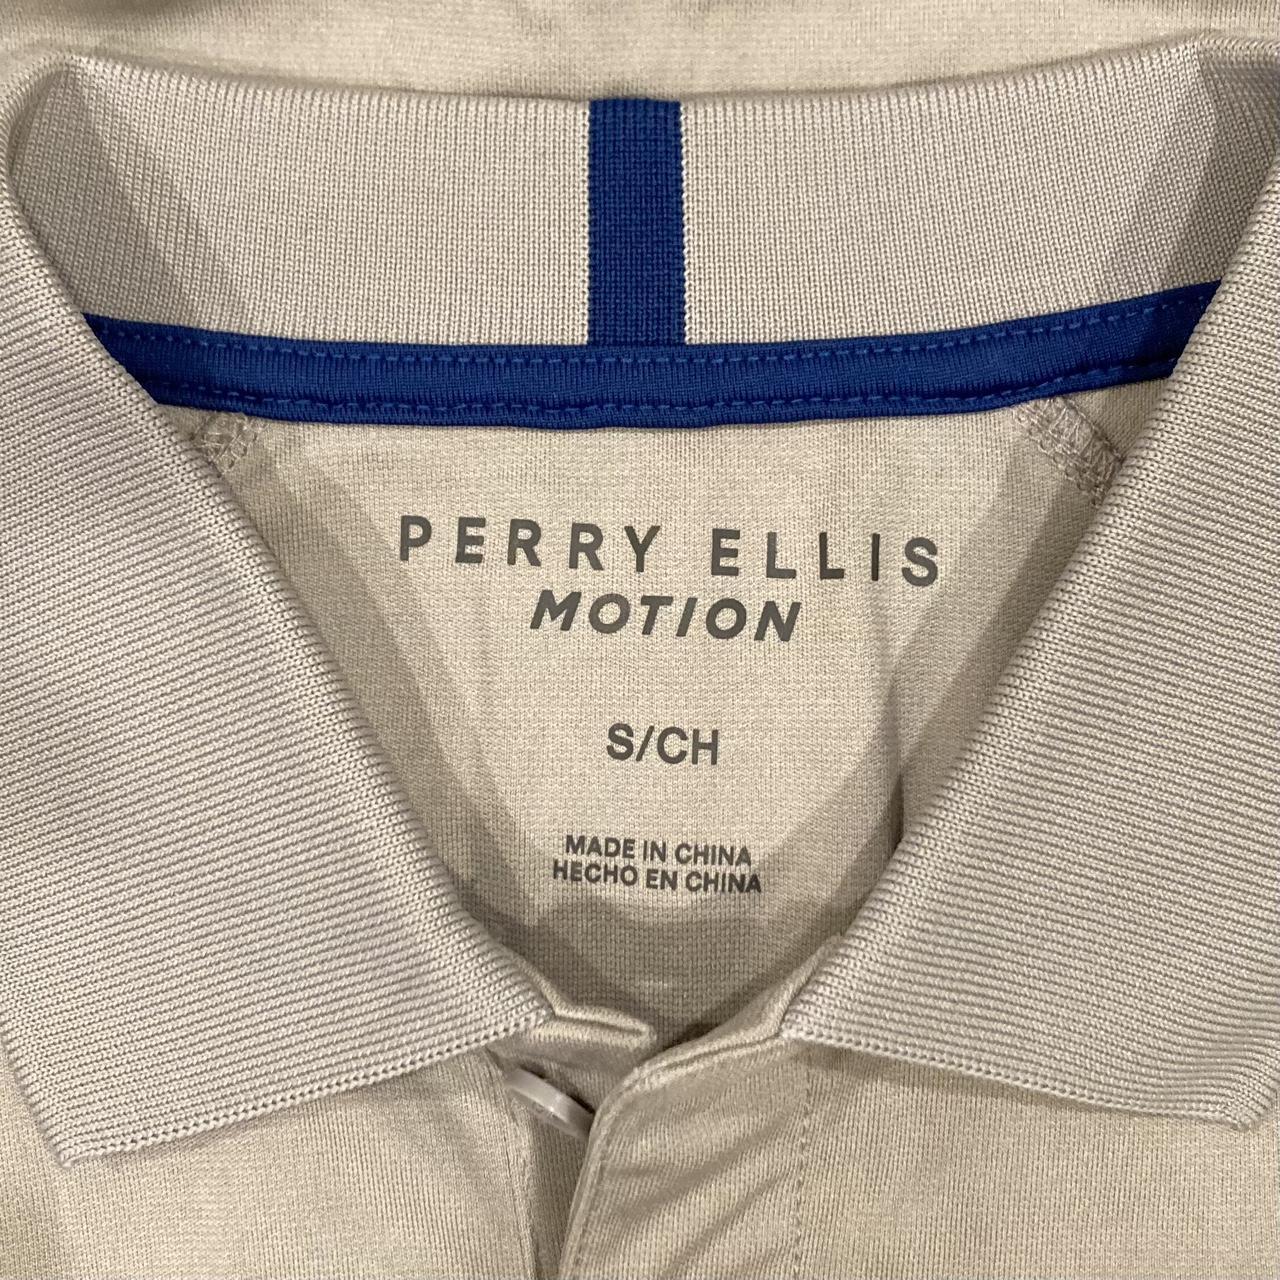 PERRY ELLIS
MOTION
S/CH
MADE IN CHINA
HECHO EN CHINA